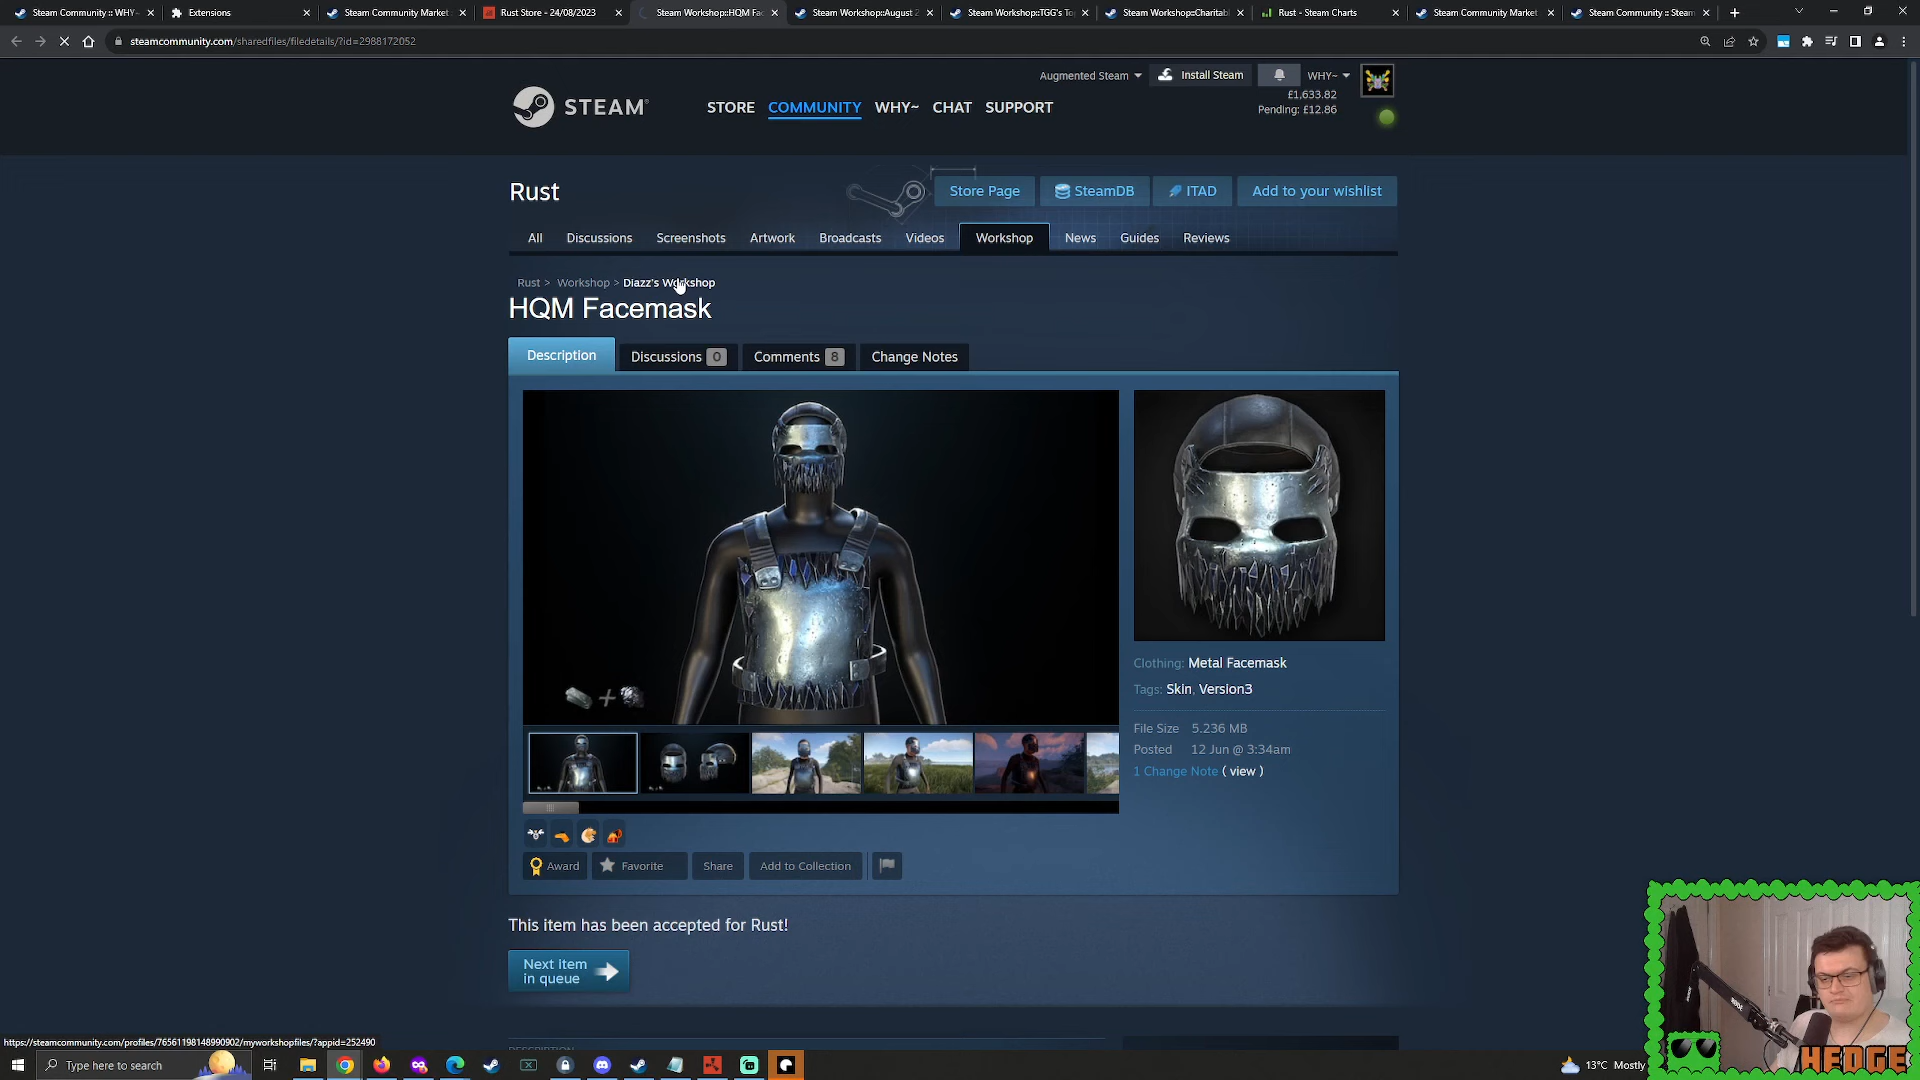 Steam Community :: WHY~
Extensions
Steam Community Market
Rust Store - 24/08/2023
Steam Workshop::HQM Fac
Steam Workshop::August 2
Steam Workshop::TGG's To
Steam Workshop::Charitabl
Rust - Steam Charts
Steam Community Market
Steam Community :: Steam
steamcommunity.com/sharedfiles/filedetails/?id=2988172052
Augmented Steam
Install Steam
WHY~
£1,633.82
Pending: £12.86
STEAM
STORE
COMMUNITY
WHY~
CHAT
SUPPORT
Rust
Store Page
SteamDB
ITAD
Add to your wishlist
All
Discussions
Screenshots
Artwork
Broadcasts
Videos
Workshop
News
Guides
Reviews
Rust > Workshop > Diazz's Workshop
HQM Facemask
Description
Discussions 0
Comments 8
Change Notes
Clothing: Metal Facemask
Tags: Skin, Version3
File Size 5.236 MB
Posted 12 Jun @ 3:34am
1 Change Note ( view )
Award
Favorite
Share
Add to Collection
This item has been accepted for Rust!
Next item
in queue
https://steamcommunity.com/profiles/76561198148990902/myworkshopfiles/?appid=252490
Type here to search
13°C Mostly
HEDGE